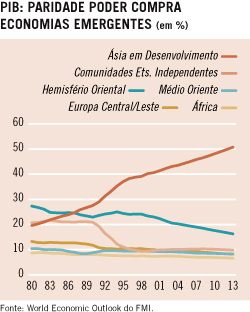 PIB: PARIDADE PODER COMPRA
ECONOMIAS EMERGENTES (em %)
Ásia em Desenvolvimento
Comunidades Ets. Independentes
Hemisfério Oriental Médio Oriente
Europa Central/Leste África
60
50
40
30
20
10
0
80 83 86 89 92 95 98 01 04 07 10 13
Fonte: World Economic Outlook do FMI.